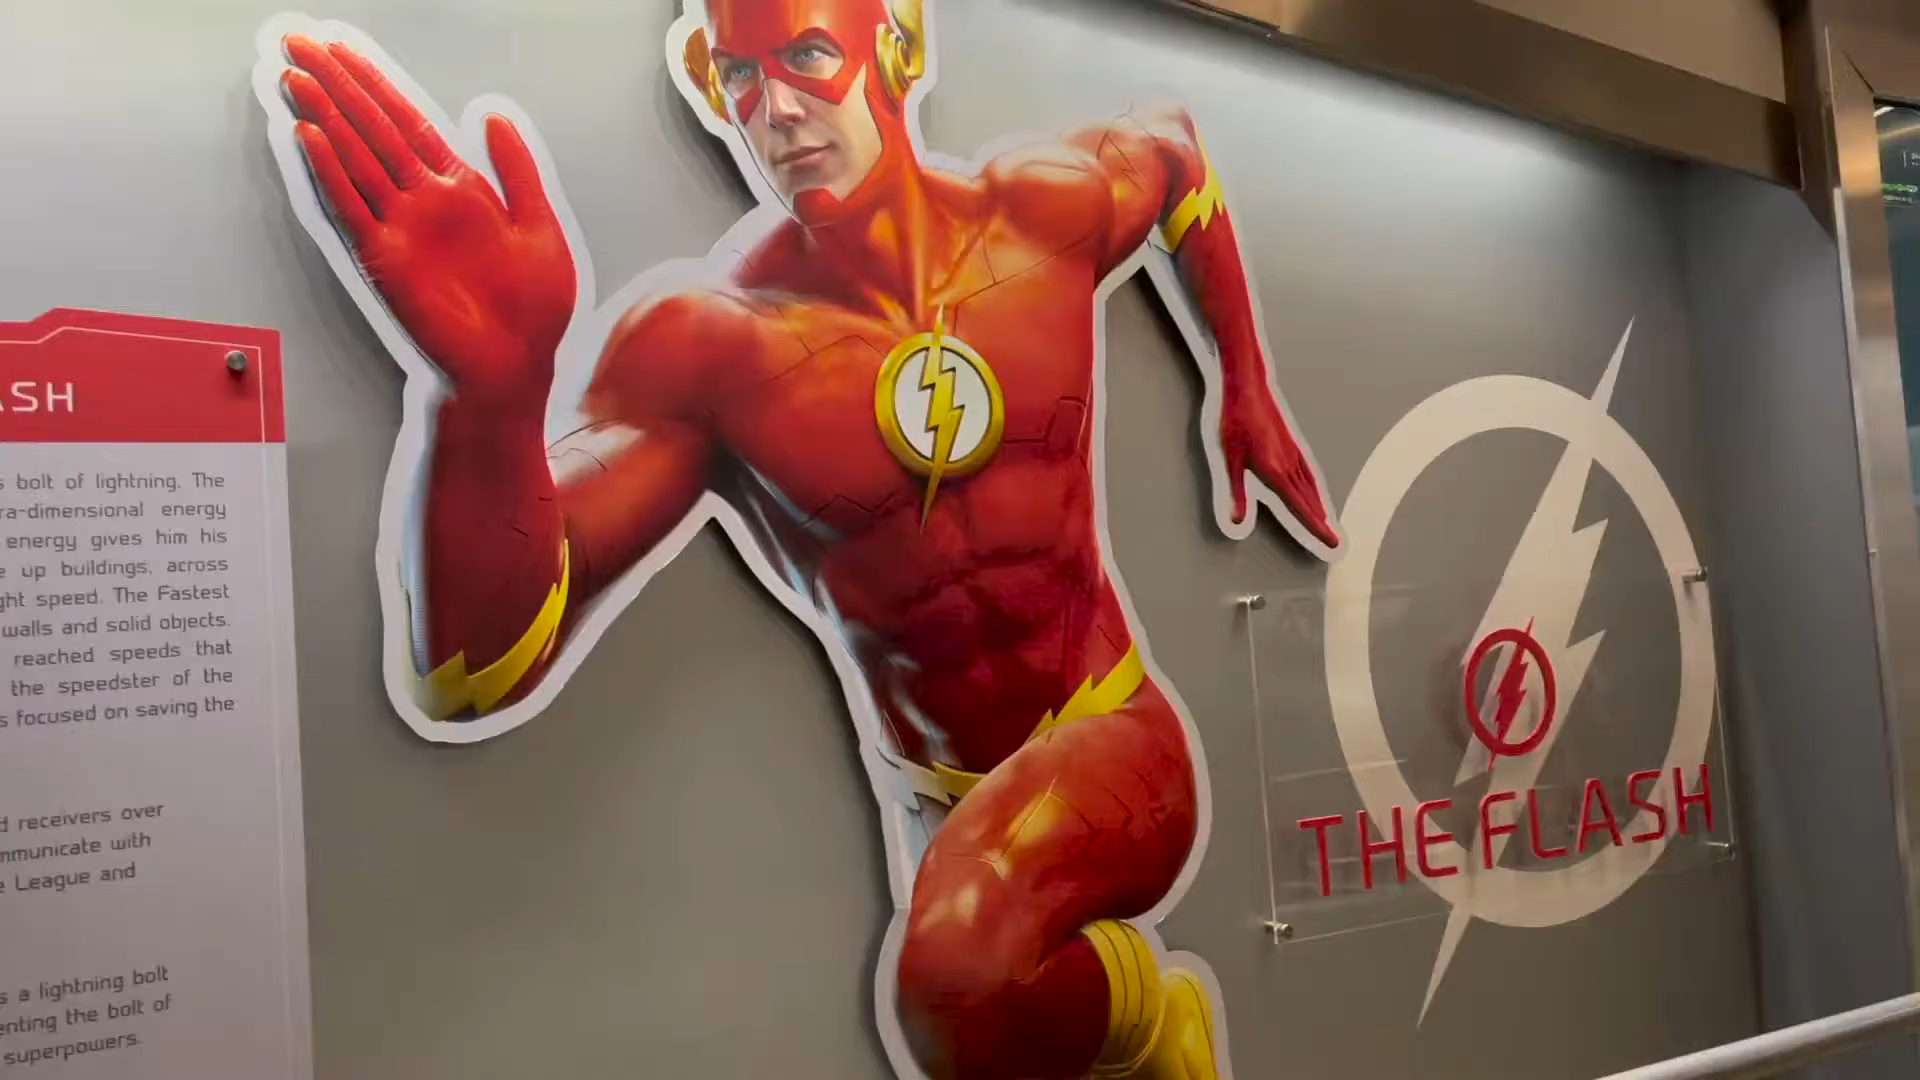 SH
bolt of lightning. The
ra-dimensional energy
energy gives him his
up buildings, across
ght speed. The Fastest
walls and solid objects.
reached speeds that
the speedster of the
s focused on saving the
d receivers over
mmunicate with
League and
s a lightning bolt
enting the bolt of
superpowers.
THE FLASH